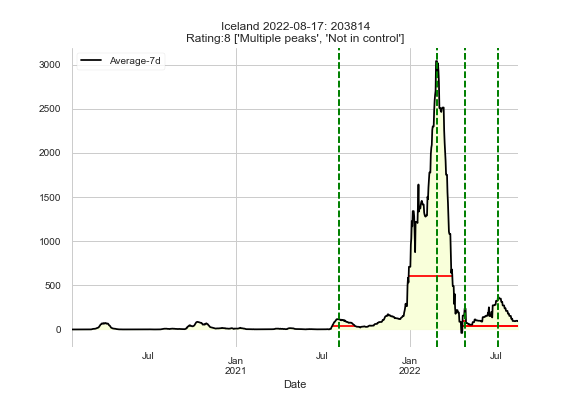 Iceland 2022-08-17: 203814
Rating:8 ['Multiple peaks', 'Not in control']
Average-7d
3000
2500
2000
1500
1000
500
0
Jul
Jan
2021
Jul
Jan
2022
Jul
Date